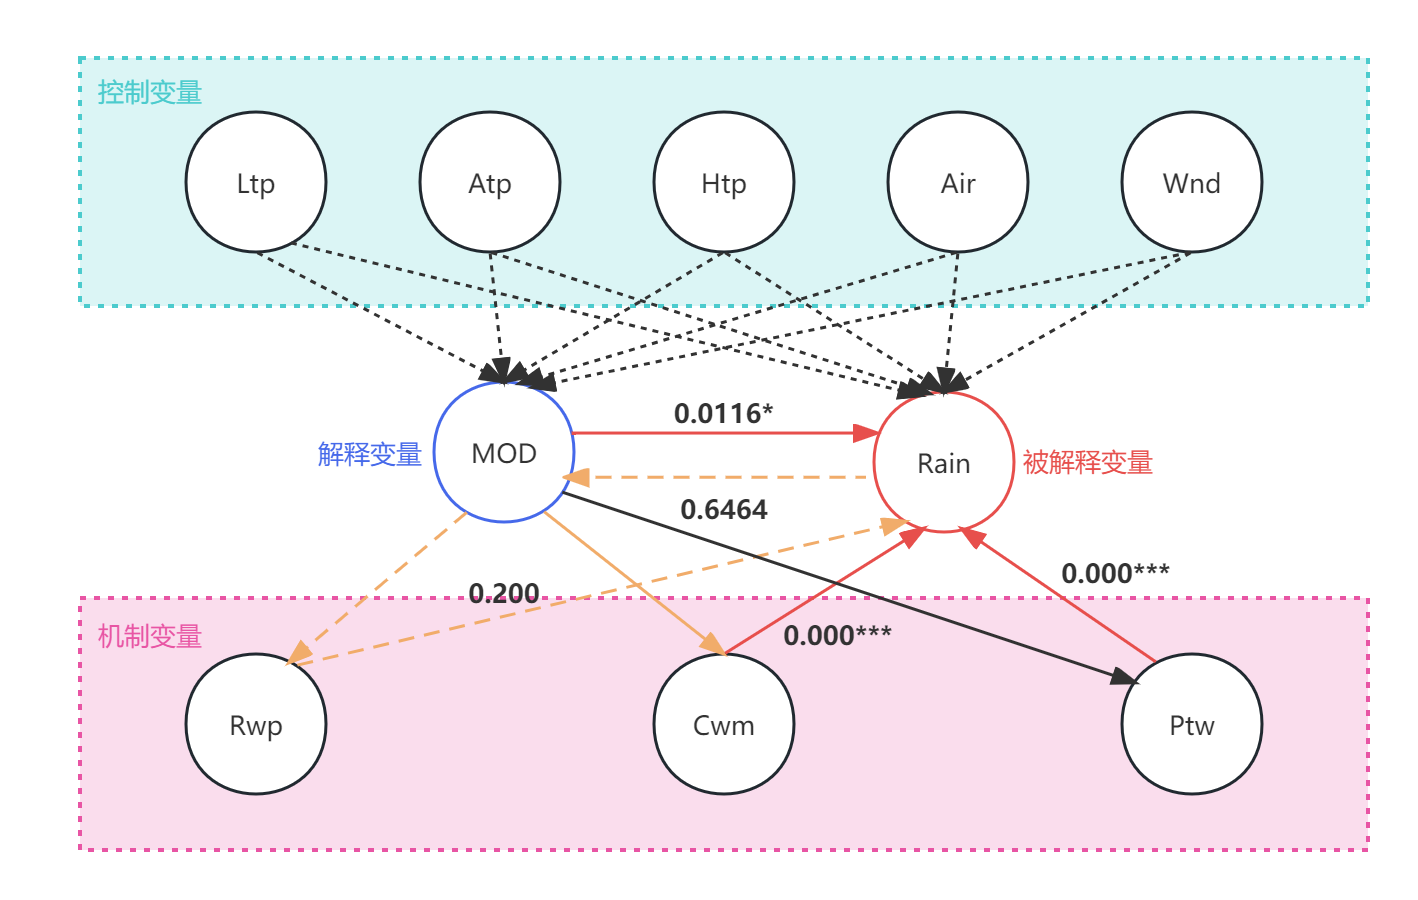 控制变量
Ltp
Atp
Htp
Air
Wnd
0.0116*
解释变量
MOD
Rain
被解释变量
0.6464
0.000***
0.200
机制变量
0.000***
Rwp
Cwm
Ptw